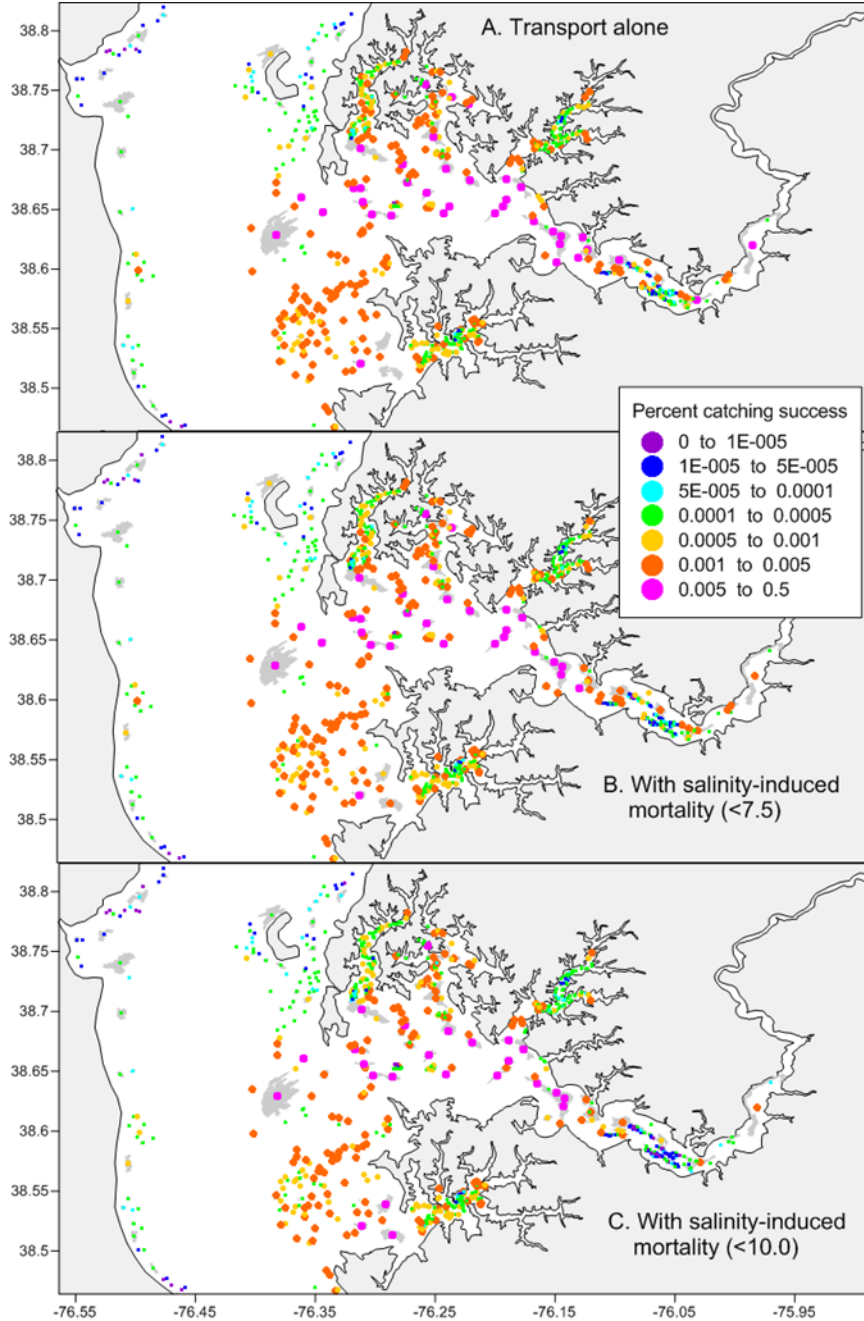 A. Transport alone
38.8
38.75
38.7
38.65
38.6
38.55
38.5
Percent catching success
0 to 1E-005
1E-005 to 5E-005
5E-005 to 0.0001
0.0001 to 0.0005
0.0005 to 0.001
0.001 to 0.005
0.005 to 0.5
38.8
38.75
38.7
38.65
38.6
38.55
38.5
B. With salinity-induced
mortality (<7.5)
38.8
38.75
38.7
38.65
38.6
38.55
38.5
C. With salinity-induced
mortality (<10.0)
-76.55 -76.45 -76.35 -76.25 -76.15 -76.05 -75.95